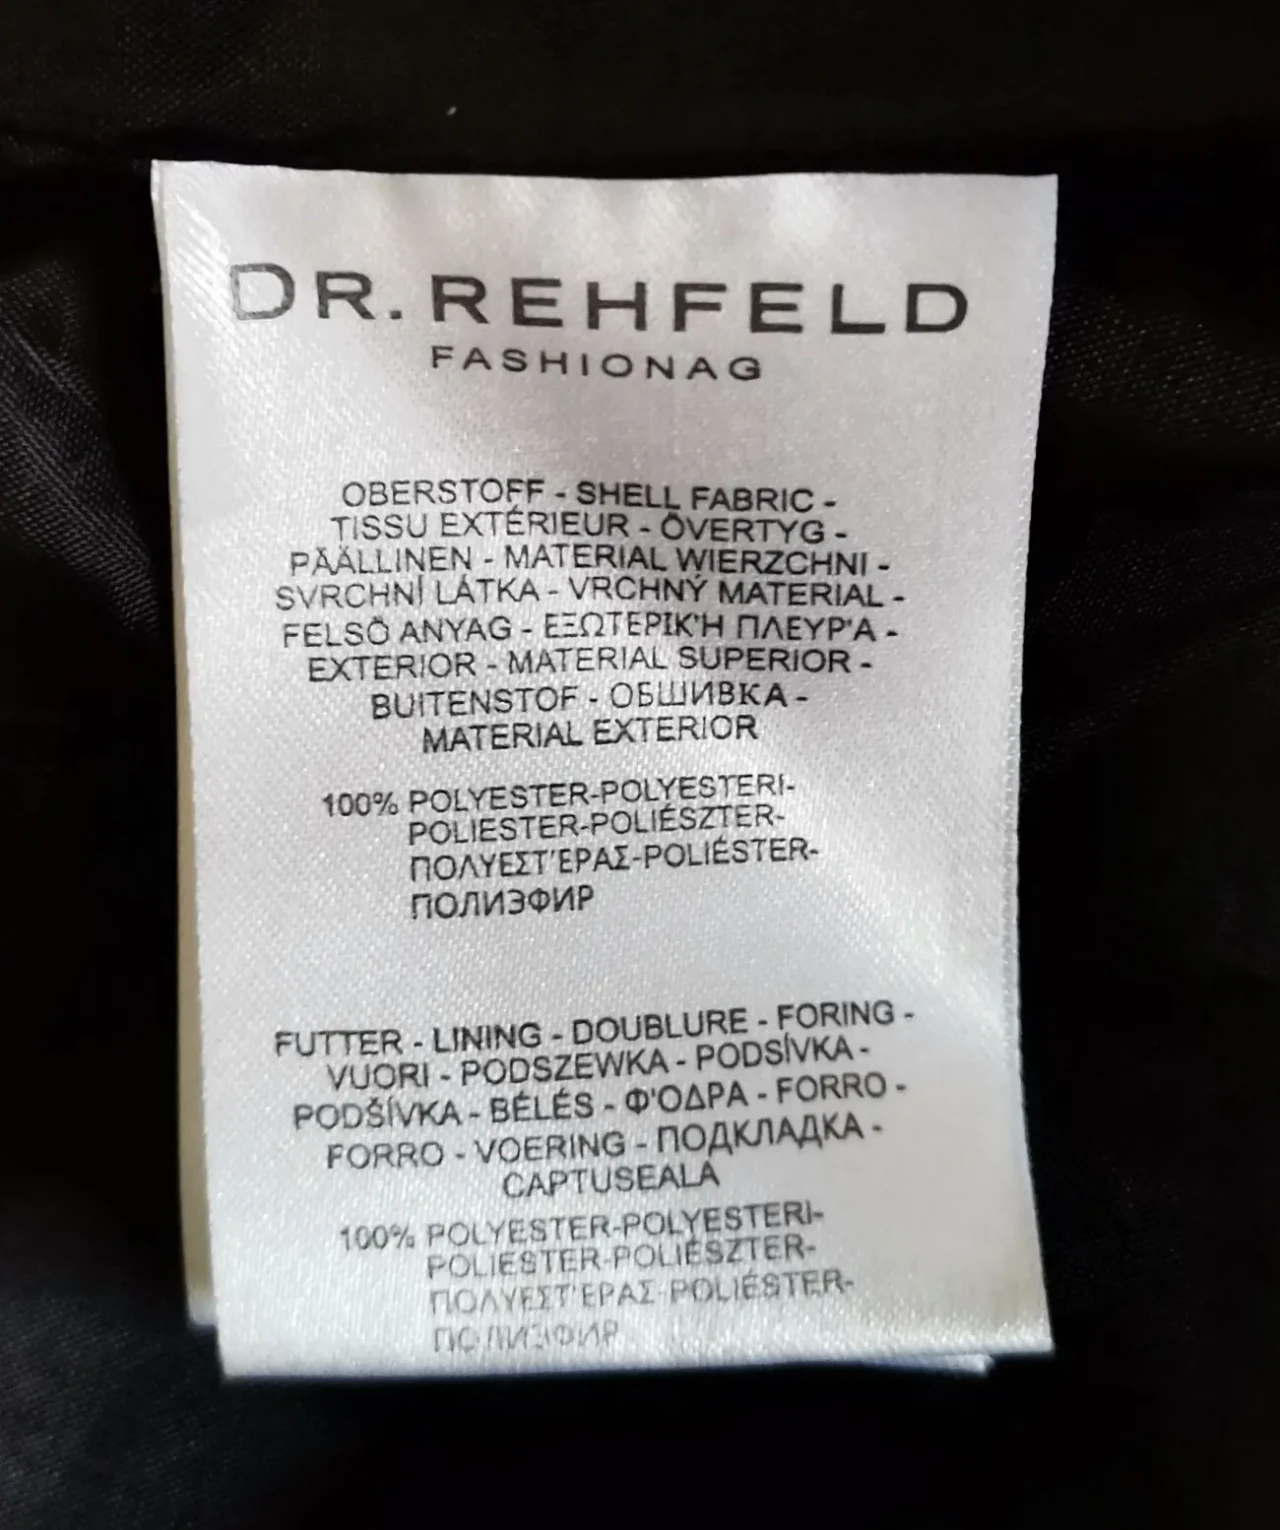 DR. REHFELD
FASHIONAG
OBERSTOFF - SHELL FABRIC -
TISSU EXTÉRIEUR - ÖVERTYG -
PÄÄLLINEN - MATERIAL WIERZCHNI -
SVRCHNÍ LÁTKA - VRCHNÝ MATERIAL -
FELSÖ ANYAG - ΕΞΩΤΕΡΙΚ'Η ΠΛΕΥΡ'Α -
EXTERIOR - MATERIAL SUPERIOR -
BUITENSTOF - ОБШИВКА -
MATERIAL EXTERIOR
100% POLYESTER-POLYESTERI-
POLIESTER-POLIÉSZTER-
ΠΟΛΥΕΣΤ'ΕΡΑΣ-POLIÉSTER-
ПОЛИЭФИР
FUTTER - LINING - DOUBLURE - FORING -
VUORI - PODSZEWKA - PODSÍVKA -
PODŠÍVKA - BÉLÉS - Φ'ΟΔΡΑ - FORRO -
FORRO - VOERING - ПОДКЛАДКА -
CAPTUSEALA
100% POLYESTER-POLYESTERI-
POLIESTER-POLIÉSZTER-
ΠΟΛΥΕΣΤ'ΕΡΑΣ-POLIÉSTER-
ПОЛИЭФИР